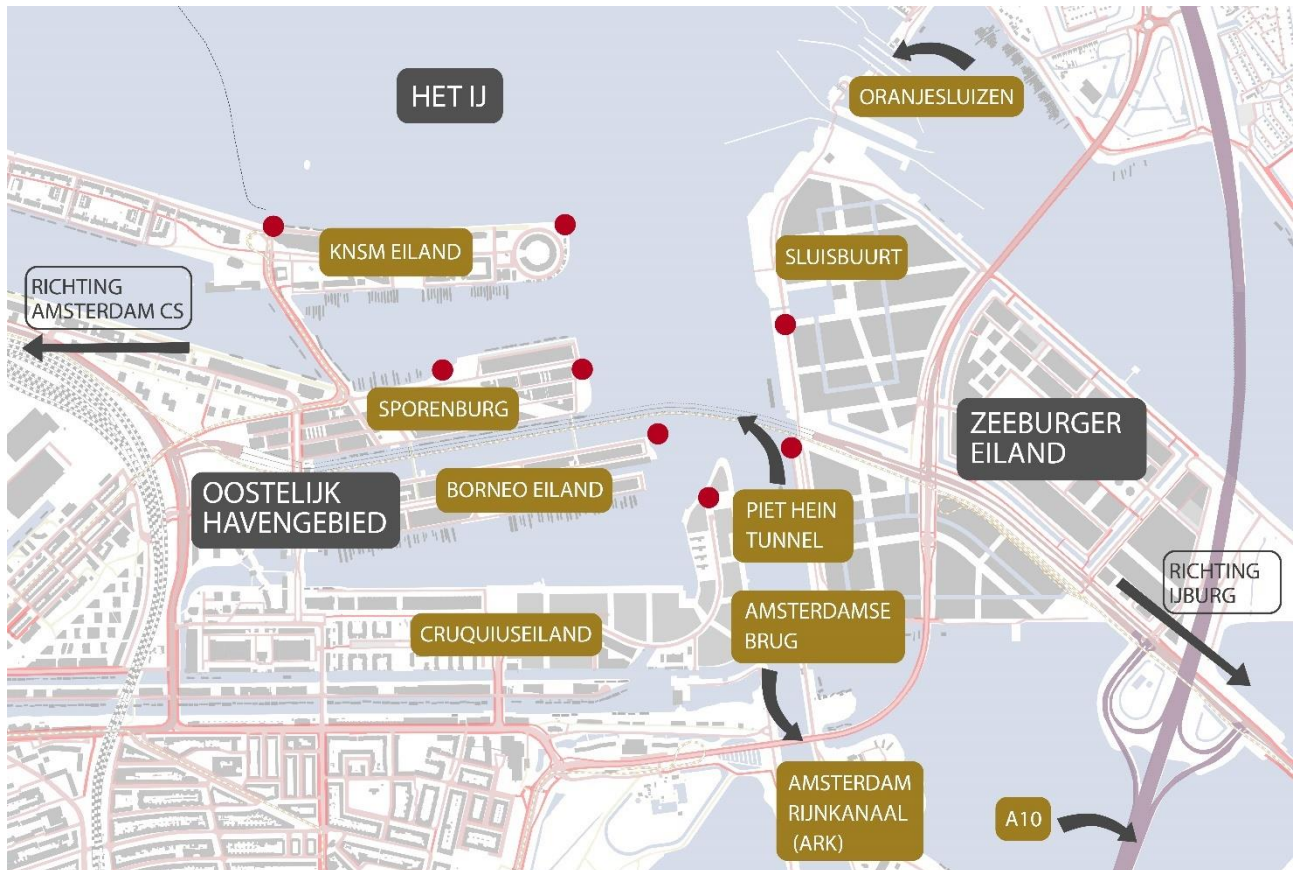 HET IJ
ORANJESLUIZEN
KNSM EILAND
SLUISBUURT
RICHTING
AMSTERDAM CS
SPORENBURG
ZEEBURGER
EILAND
OOSTELIJK
HAVENGEBIED
BORNEO EILAND
PIET HEIN
TUNNEL
RICHTING
IJBURG
CRUQUIUSEILAND
AMSTERDAMSE
BRUG
AMSTERDAM
RIJNKANAAL
(ARK)
A10